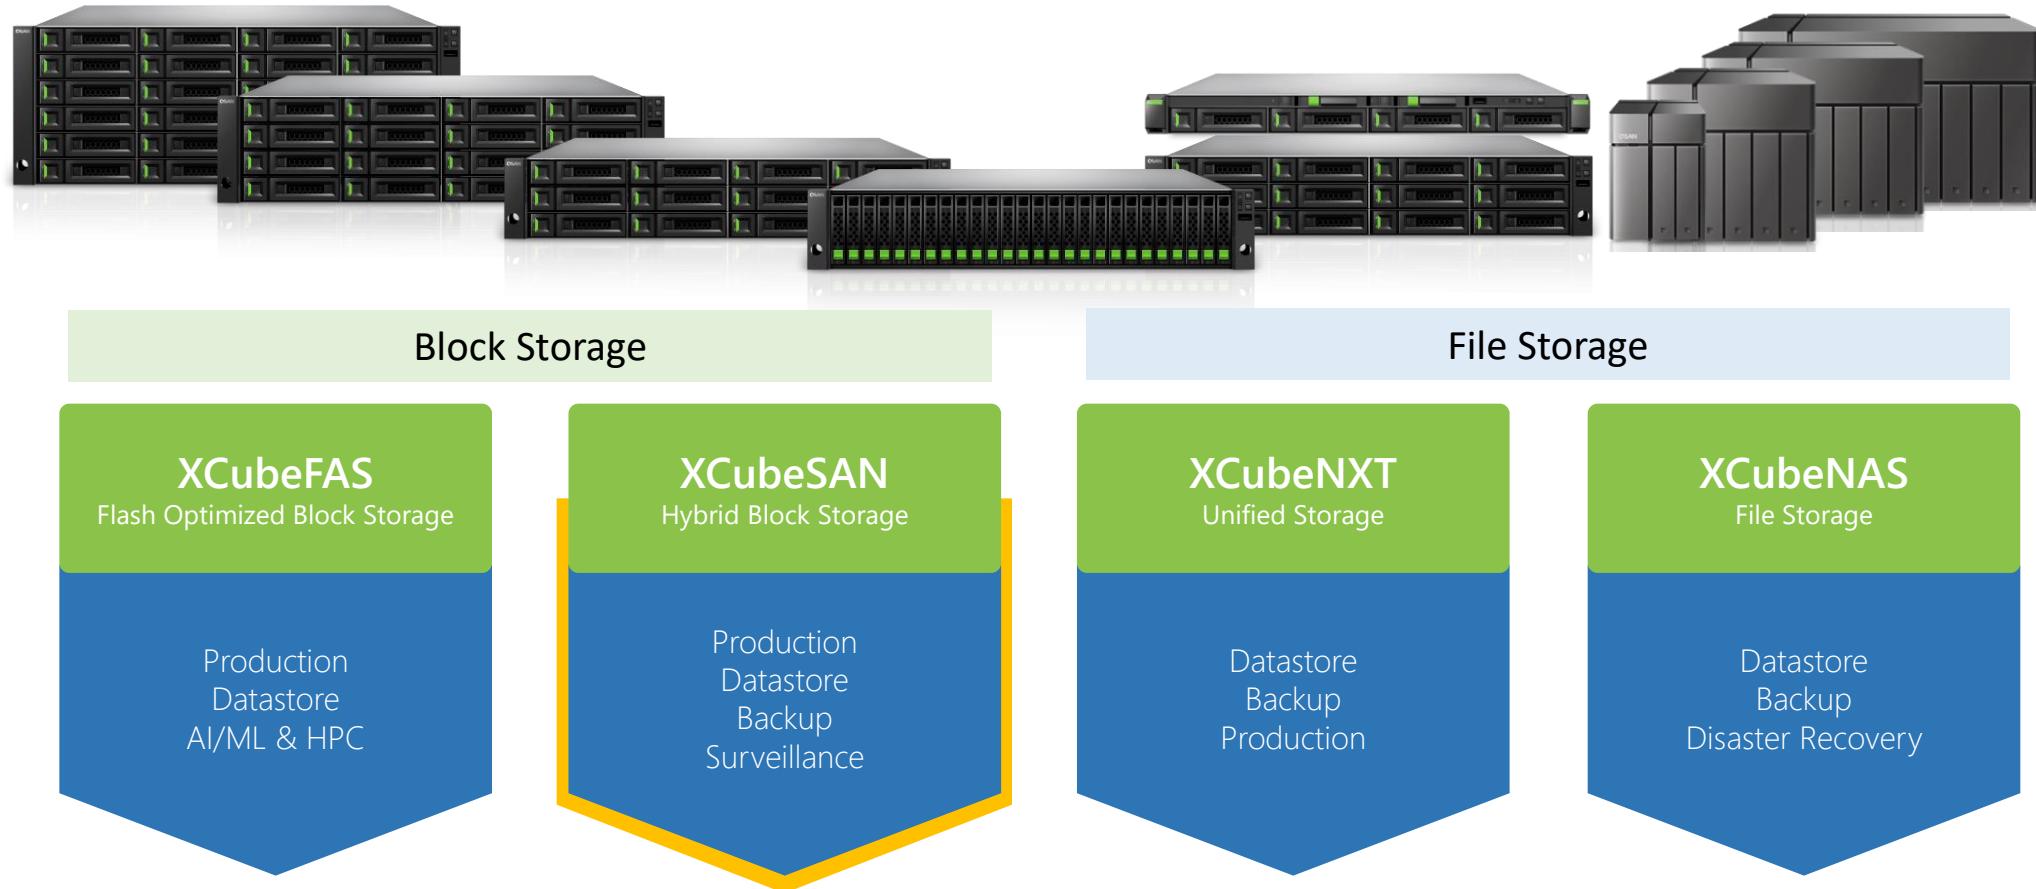 QSAN
Block Storage
File Storage
XCubeFAS
Flash Optimized Block Storage
Production
Datastore
AI/ML & HPC
XCubeSAN
Hybrid Block Storage
Production
Datastore
Backup
Surveillance
XCubeNXT
Unified Storage
Datastore
Backup
Production
XCubeNAS
File Storage
Datastore
Backup
Disaster Recovery